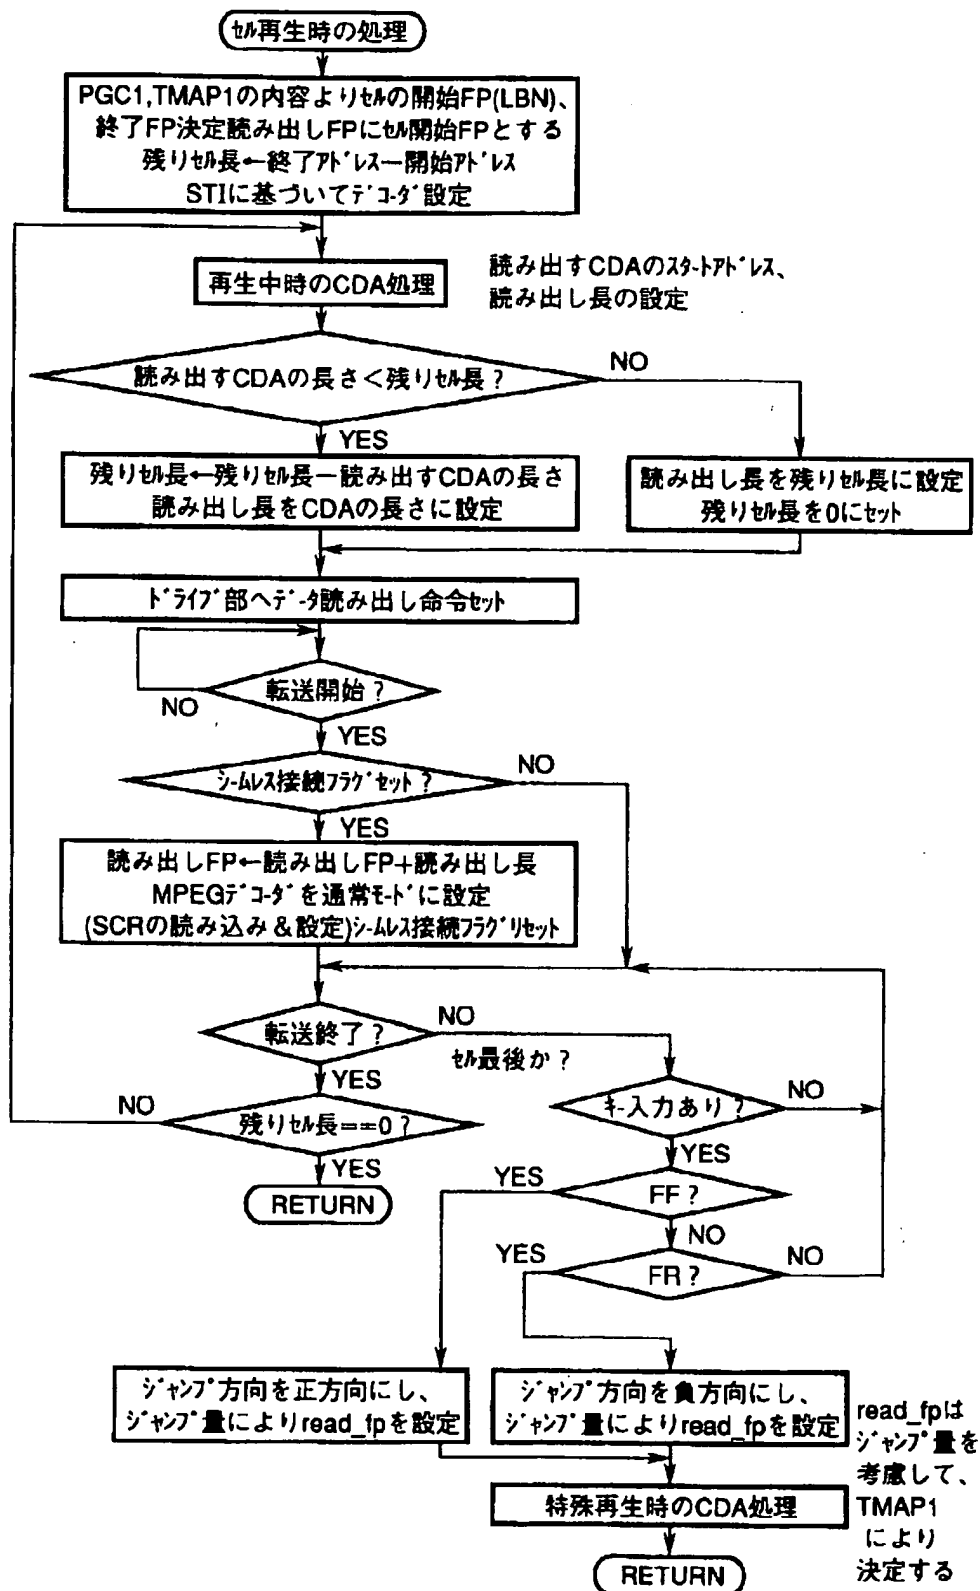 ｾﾙ再生時の処理
PGC1,TMAP1の内容よりｾﾙの開始FP(LBN)、
終了FP決定読み出しFPにｾﾙ開始FPとする
残りｾﾙ長←終了ｱﾄﾞﾚｽー開始ｱﾄﾞﾚｽ
STIに基づいてﾃﾞｺｰﾀﾞ設定
再生中時のCDA処理
読み出すCDAのｽﾀｰﾄｱﾄﾞﾚｽ、
読み出し長の設定
読み出すCDAの長さ＜残りｾﾙ長？
NO
YES
残りｾﾙ長←残りｾﾙ長ー読み出すCDAの長さ
読み出し長をCDAの長さに設定
読み出し長を残りｾﾙ長に設定
残りｾﾙ長を0にｾｯﾄ
ﾄﾞﾗｲﾌﾞ部へﾃﾞｰﾀ読み出し命令ｾｯﾄ
転送開始？
NO
YES
ｼｰﾑﾚｽ接続ﾌﾗｸﾞｾｯﾄ？
NO
YES
読み出しFP←読み出しFP+読み出し長
MPEGﾃﾞｺｰﾀﾞを通常ﾓｰﾄﾞに設定
(SCRの読み込み＆設定)ｼｰﾑﾚｽ接続ﾌﾗｸﾞﾘｾｯﾄ
転送終了？
NO
ｾﾙ最後か？
YES
NO
残りｾﾙ長==0？
YES
RETURN
ｷｰ入力あり？
NO
YES
YES
FF？
NO
YES
FR？
NO
ｼﾞｬﾝﾌﾟ方向を正方向にし、
ｼﾞｬﾝﾌﾟ量によりread_fpを設定
ｼﾞｬﾝﾌﾟ方向を負方向にし、
ｼﾞｬﾝﾌﾟ量によりread_fpを設定
read_fpは
ｼﾞｬﾝﾌﾟ量を
考慮して、
TMAP1
により
決定する
特殊再生時のCDA処理
RETURN